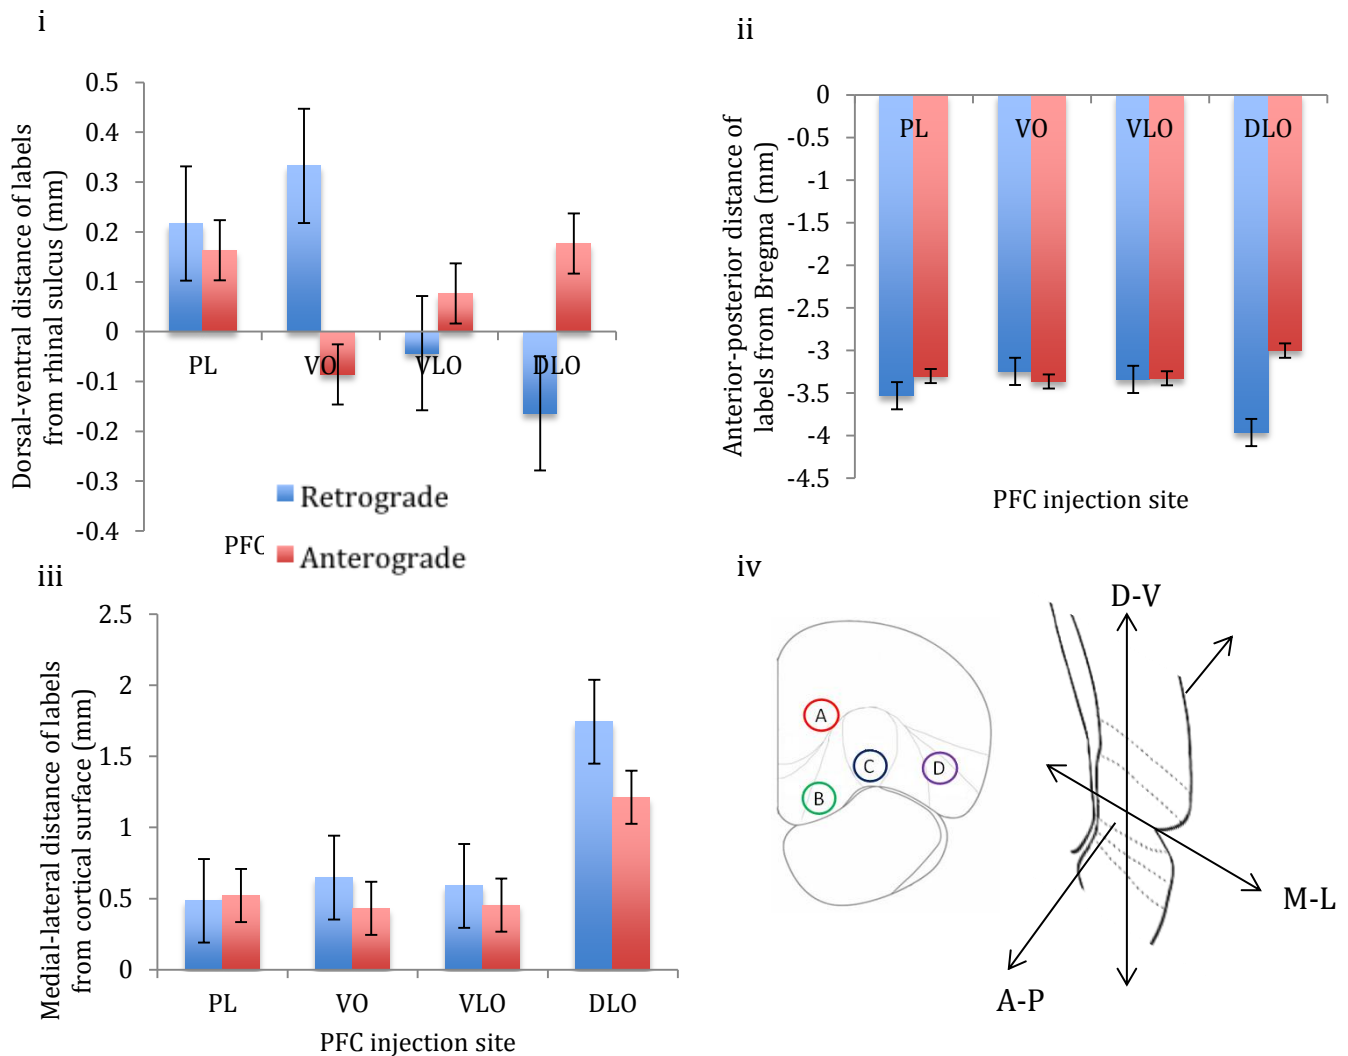 i
Dorsal-ventral distance of labels
from rhinal sulcus (mm)
0.5
0.4
0.3
0.2
0.1
0
-0.1
-0.2
-0.3
-0.4
PL
VO
VLO
DLO
Retrograde
Anterograde
ii
Anterior-posterior distance of
labels from Bregma (mm)
0
-0.5
-1
-1.5
-2
-2.5
-3
-3.5
-4
-4.5
PL
VO
VLO
DLO
PFC injection site
iii
Medial-lateral distance of labels
from cortical surface (mm)
2.5
2
1.5
1
0.5
0
PL
VO
VLO
DLO
PFC injection site
iv
A
B
C
D
D-V
M-L
A-P